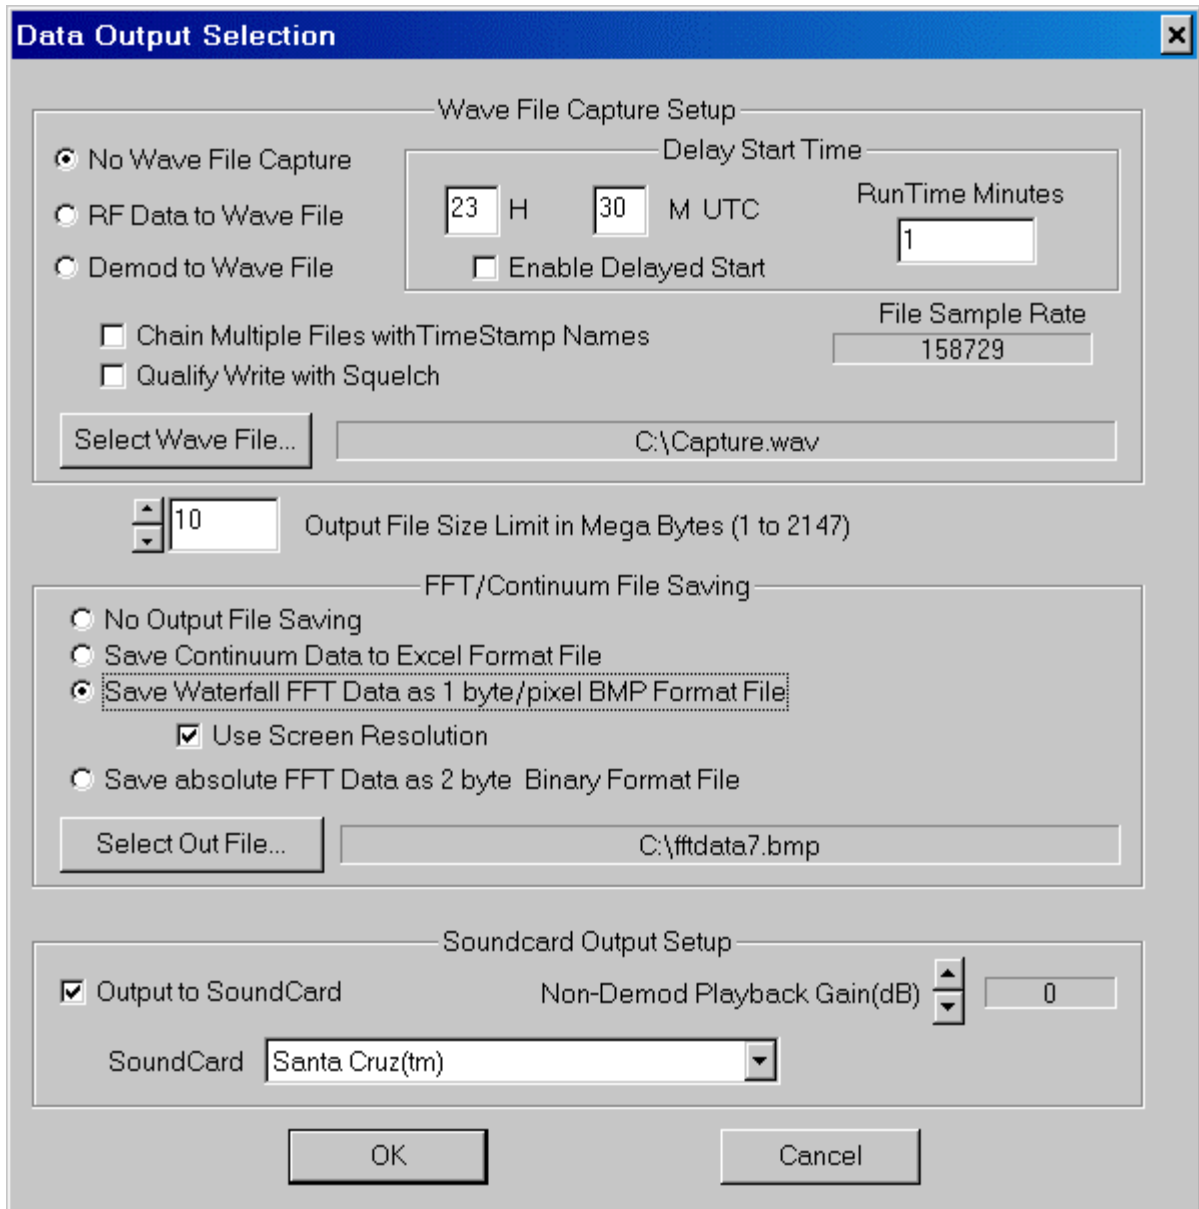 Data Output Selection
Wave File Capture Setup
No Wave File Capture
RF Data to Wave File
Demod to Wave File
Delay Start Time
23 H 30 M UTC
RunTime Minutes
1
Enable Delayed Start
Chain Multiple Files withTimeStamp Names
Qualify Write with Squelch
File Sample Rate
158729
Select Wave File... C:\Capture.wav
10 Output File Size Limit in Mega Bytes (1 to 2147)
FFT/Continuum File Saving
No Output File Saving
Save Continuum Data to Excel Format File
Save Waterfall FFT Data as 1 byte/pixel BMP Format File
Use Screen Resolution
Save absolute FFT Data as 2 byte Binary Format File
Select Out File... C:\fftdata7.bmp
Soundcard Output Setup
Output to SoundCard Non-Demod Playback Gain(dB) 0
SoundCard Santa Cruz(tm)
OK Cancel